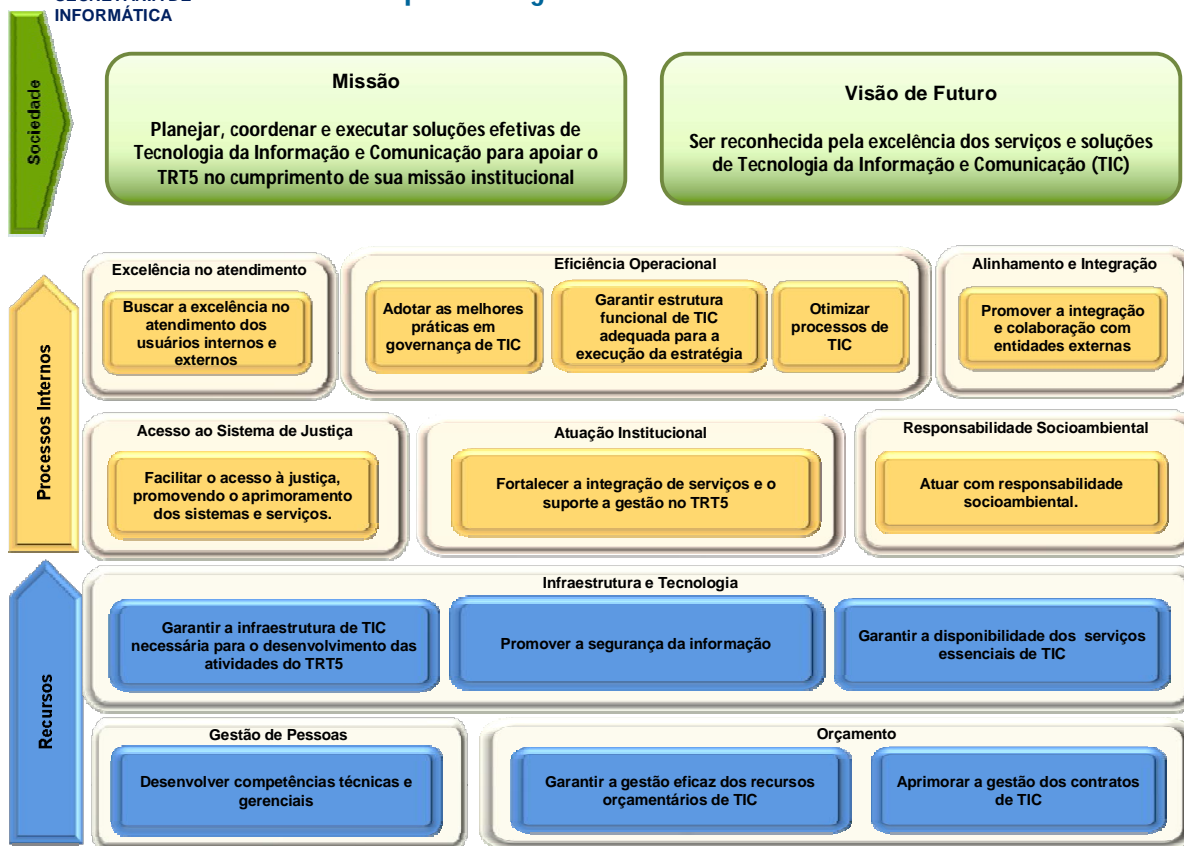 INFORMÁTICA
Sociedade
Missão
Planejar, coordenar e executar soluções efetivas de
Tecnologia da Informação e Comunicação para apoiar o
TRT5 no cumprimento de sua missão institucional
Visão de Futuro
Ser reconhecida pela excelência dos serviços e soluções
de Tecnologia da Informação e Comunicação (TIC)
Processos Internos
Excelência no atendimento
Buscar a excelência no
atendimento dos
usuários internos e
externos
Eficiência Operacional
Adotar as melhores
práticas em
governança de TIC
Garantir estrutura
funcional de TIC
adequada para a
execução da estratégia
Otimizar
processos de
TIC
Alinhamento e Integração
Promover a integração
e colaboração com
entidades externas
Acesso ao Sistema de Justiça
Facilitar o acesso à justiça,
promovendo o aprimoramento
dos sistemas e serviços.
Atuação Institucional
Fortalecer a integração de serviços e o
suporte a gestão no TRT5
Responsabilidade Socioambiental
Atuar com responsabilidade
socioambiental.
Recursos
Infraestrutura e Tecnologia
Garantir a infraestrutura de TIC
necessária para o desenvolvimento das
atividades do TRT5
Promover a segurança da informação
Garantir a disponibilidade dos serviços
essenciais de TIC
Gestão de Pessoas
Desenvolver competências técnicas e
gerenciais
Orçamento
Garantir a gestão eficaz dos recursos
orçamentários de TIC
Aprimorar a gestão dos contratos
de TIC